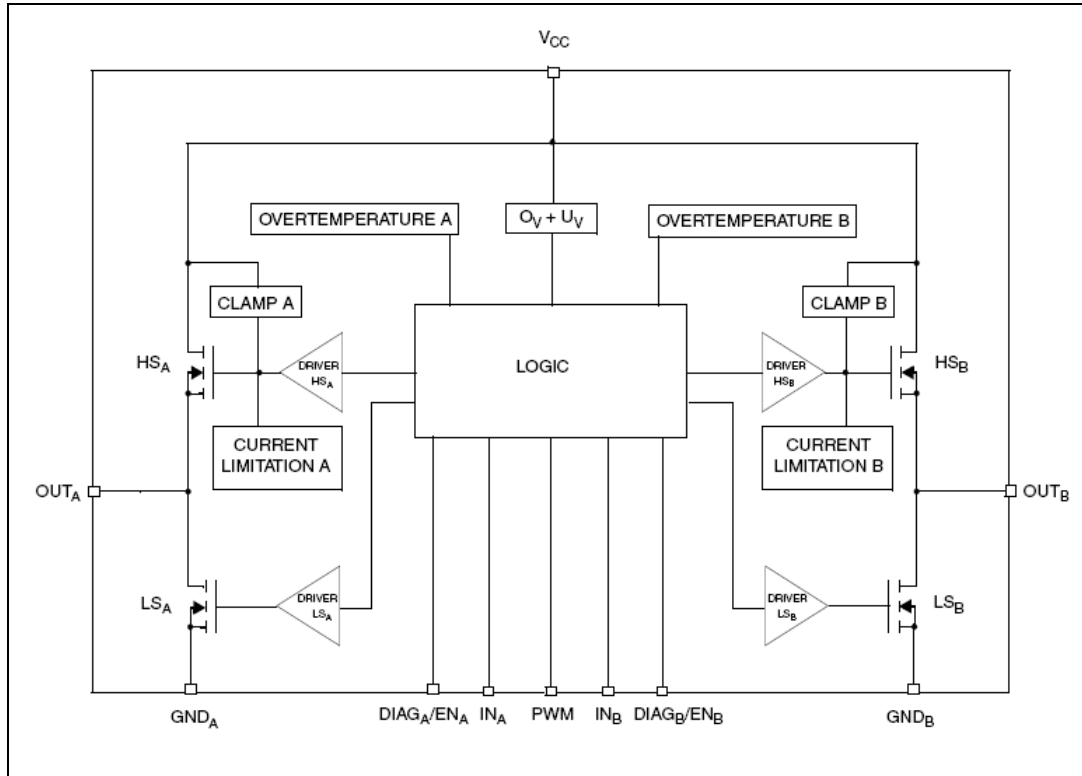 VCC
OVERTEMPERATURE A
OV + UV
OVERTEMPERATURE B
CLAMP A
CLAMP B
HSA
DRIVER
HSA
LOGIC
DRIVER
HSB
HSB
CURRENT
LIMITATION A
CURRENT
LIMITATION B
OUTA
OUTB
LSA
DRIVER
LSA
DRIVER
LSB
LSB
GNDA
DIAGA/ENA
INA
PWM
INB
DIAGB/ENB
GNDB